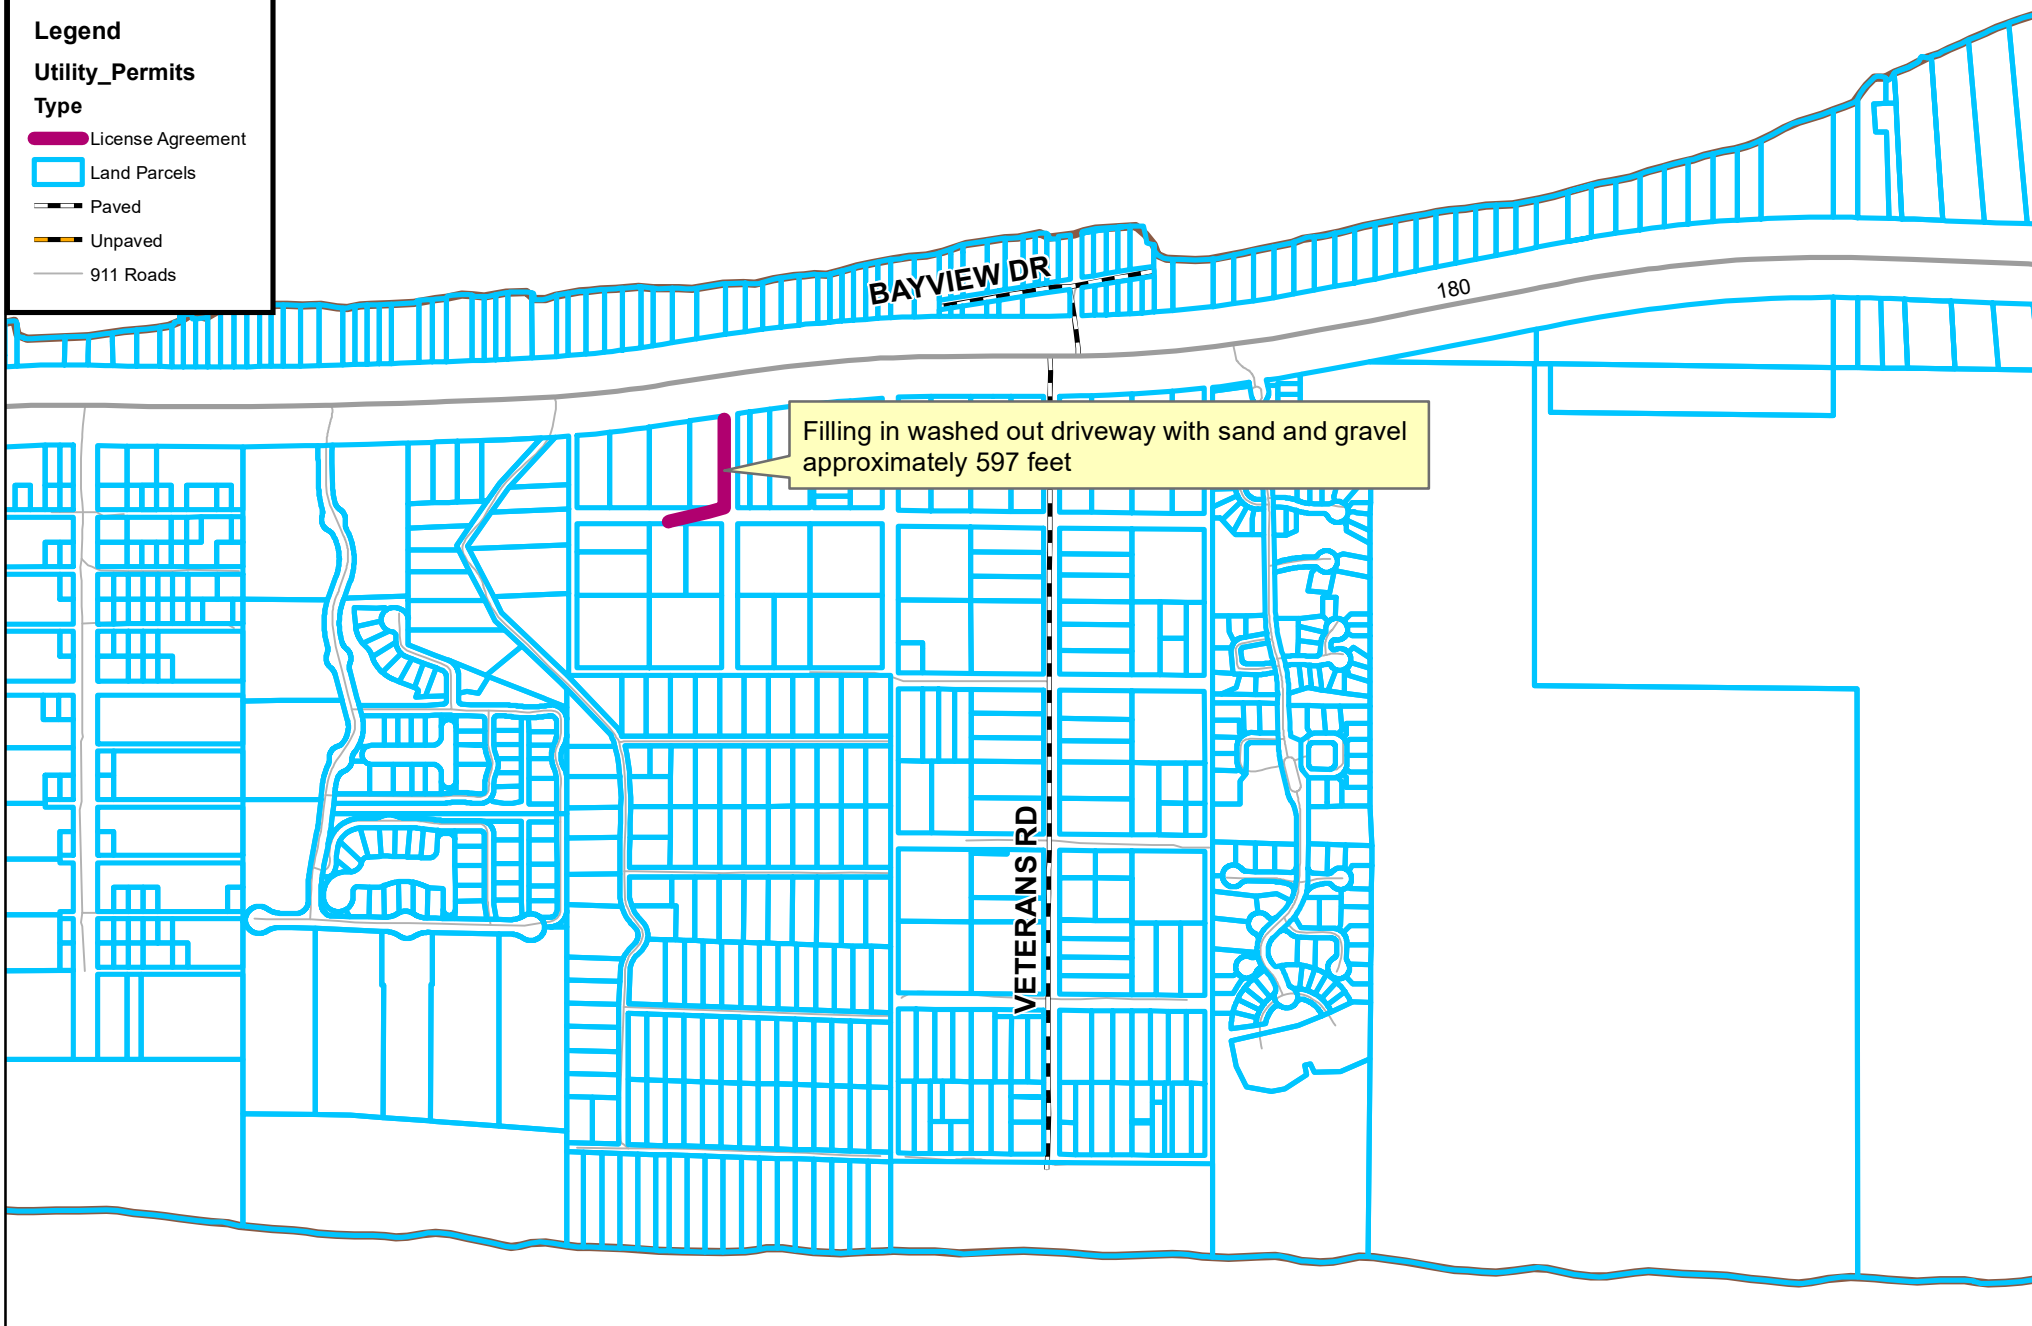 Legend
Utility_Permits
Type
License Agreement
Land Parcels
Paved
Unpaved
911 Roads
BAYVIEW DR
180
Filling in washed out driveway with sand and gravel
approximately 597 feet
VETERANS RD